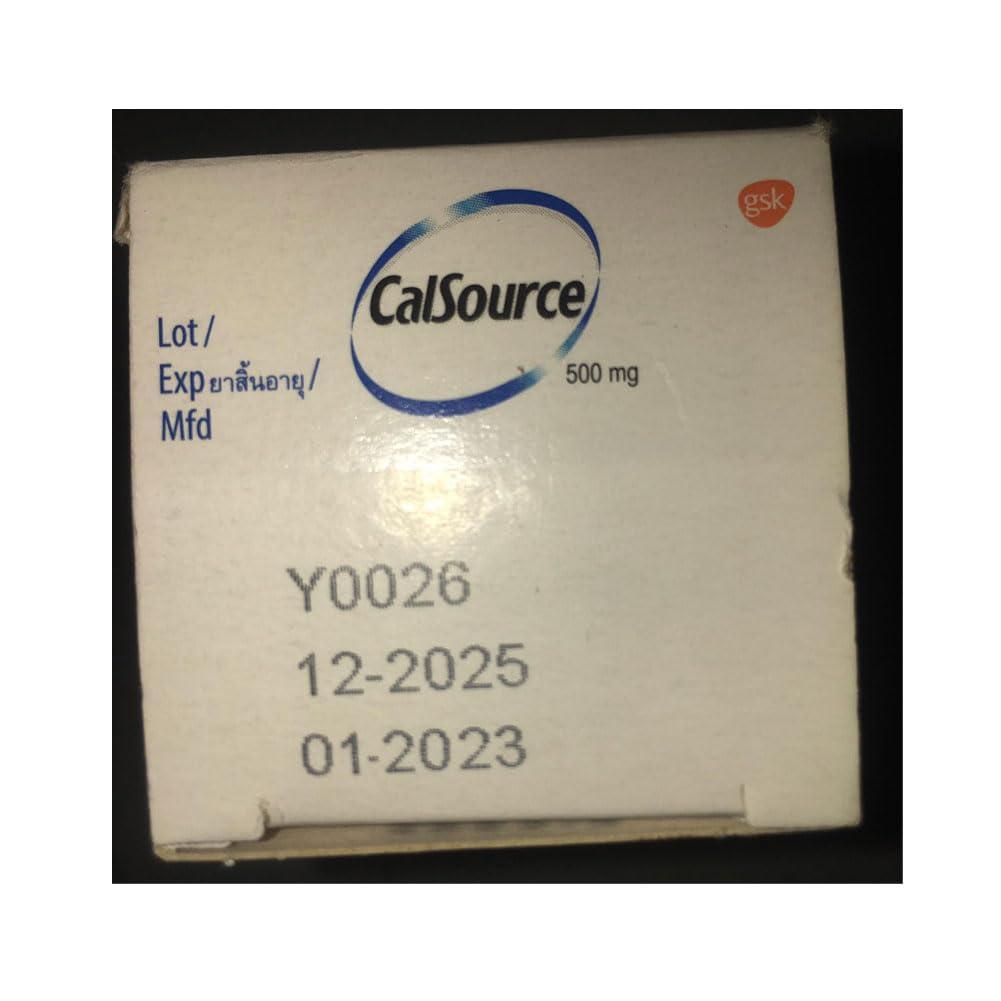 gsk
CalSource
500 mg
Lot /
Exp ยาสิ้นอายุ /
Mfd
Y0026
12-2025
01-2023